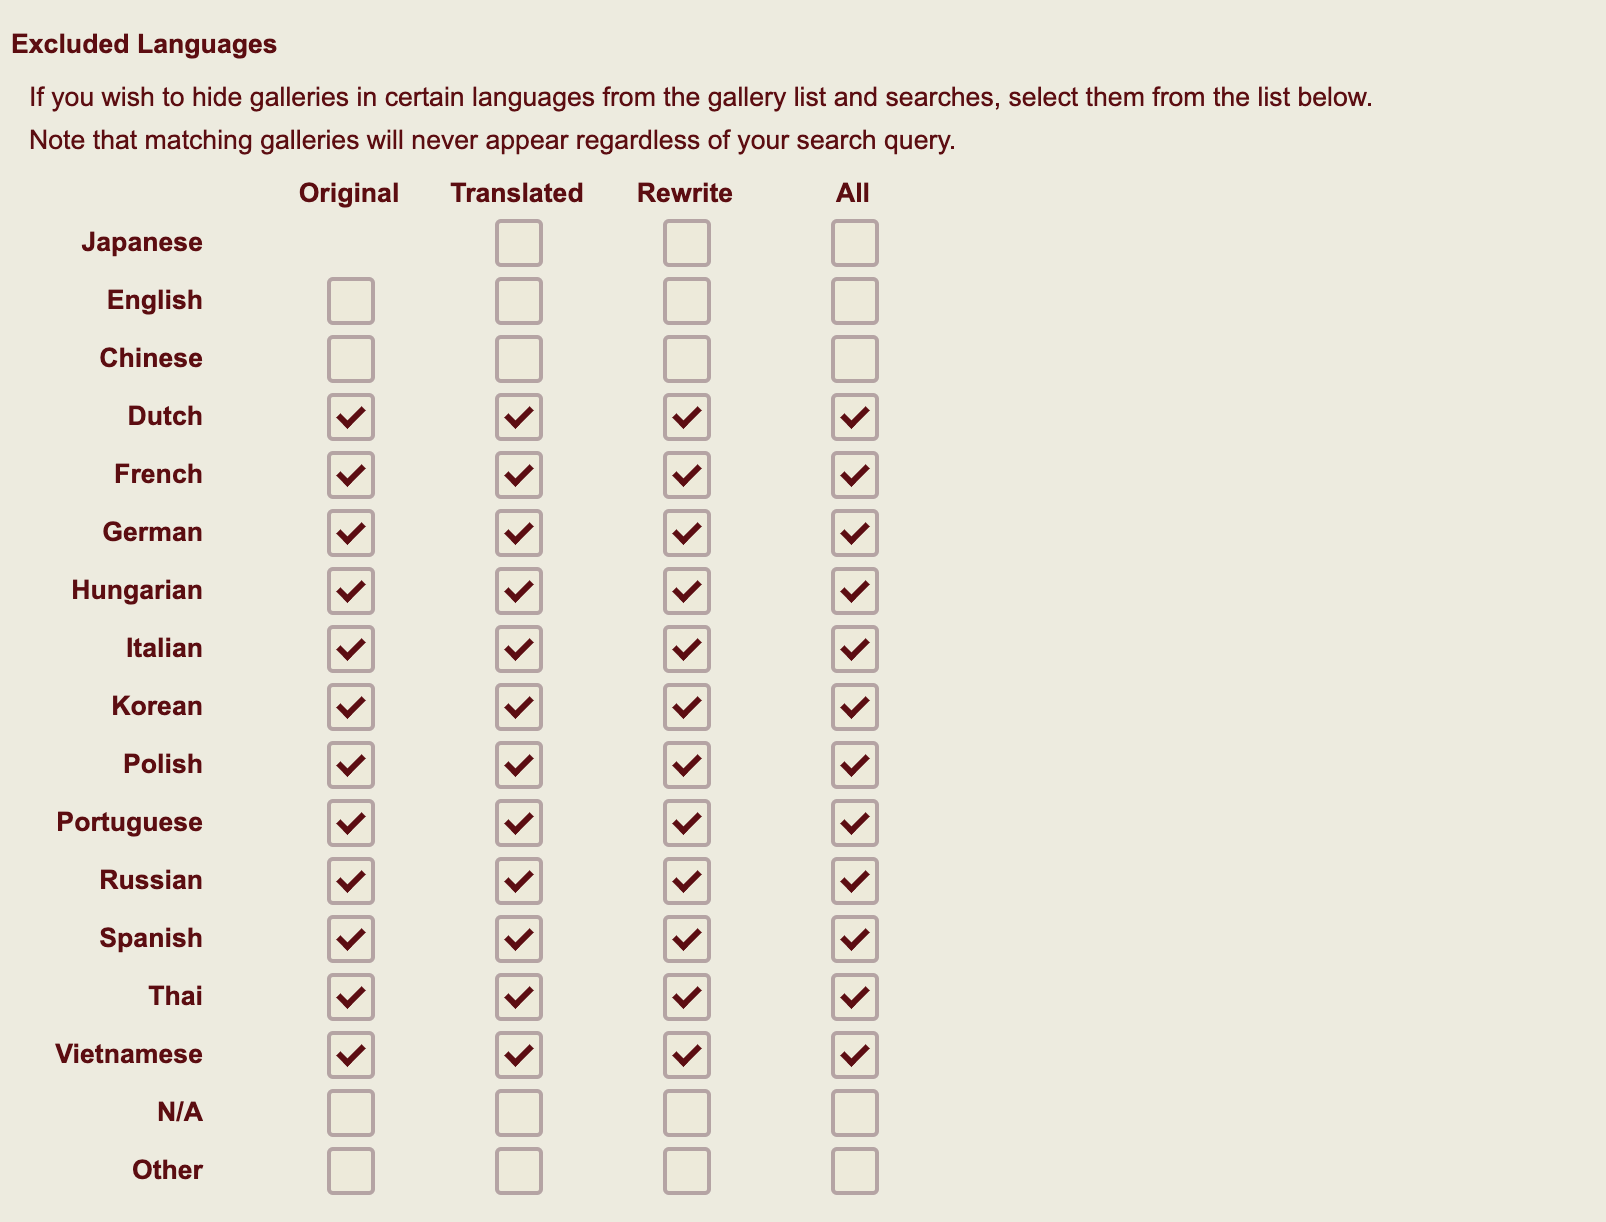 Excluded Languages
If you wish to hide galleries in certain languages from the gallery list and searches, select them from the list below.
Note that matching galleries will never appear regardless of your search query.
Original Translated Rewrite All
Japanese
English
Chinese
Dutch
French
German
Hungarian
Italian
Korean
Polish
Portuguese
Russian
Spanish
Thai
Vietnamese
N/A
Other